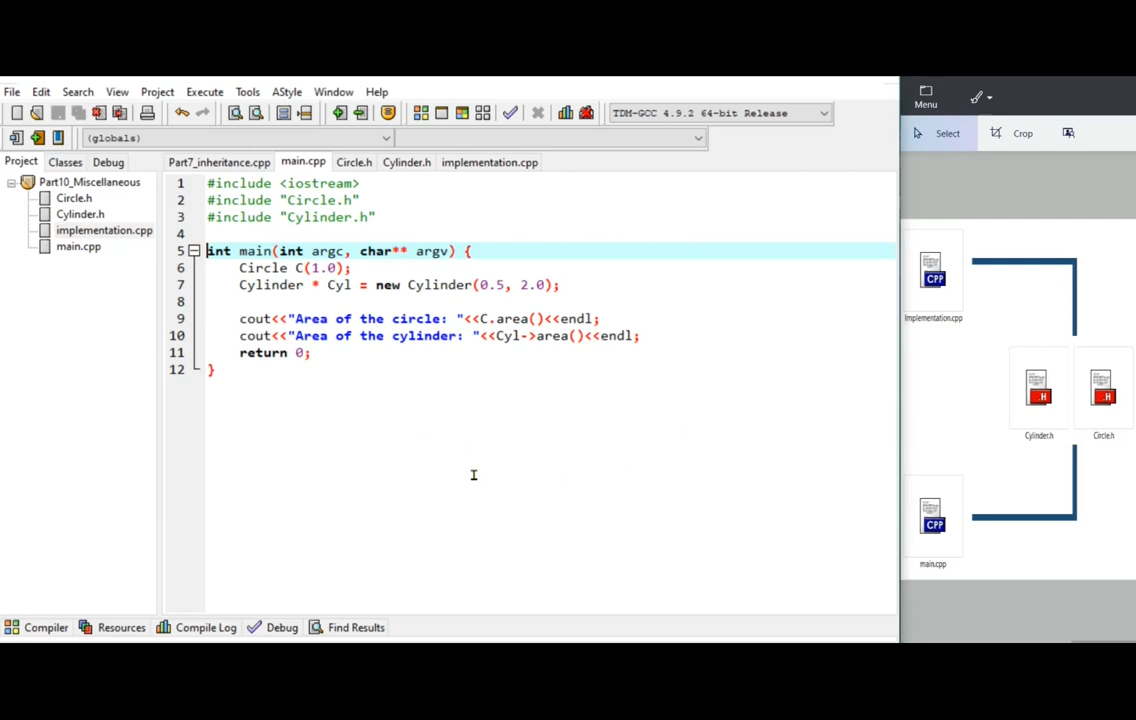 File Edit Search View Project Execute Tools AStyle Window Help
TDM-GCC 4.9.2 64-bit Release
(globals)
Project Classes Debug
Part7_inheritance.cpp main.cpp Circle.h Cylinder.h implementation.cpp
Part10_Miscellaneous
Circle.h
Cylinder.h
implementation.cpp
main.cpp
1 #include <iostream>
2 #include "Circle.h"
3 #include "Cylinder.h"
4
5 int main(int argc, char** argv) {
6 Circle C(1.0);
7 Cylinder * Cyl = new Cylinder(0.5, 2.0);
8
9 cout<<"Area of the circle: "<<C.area()<<endl;
10 cout<<"Area of the cylinder: "<<Cyl->area()<<endl;
11 return 0;
12 }
Compiler Resources Compile Log Debug Find Results
Menu
Select Crop
CPP
Implementation.cpp
.H
Cylinder.h
.H
Circle.h
CPP
main.cpp